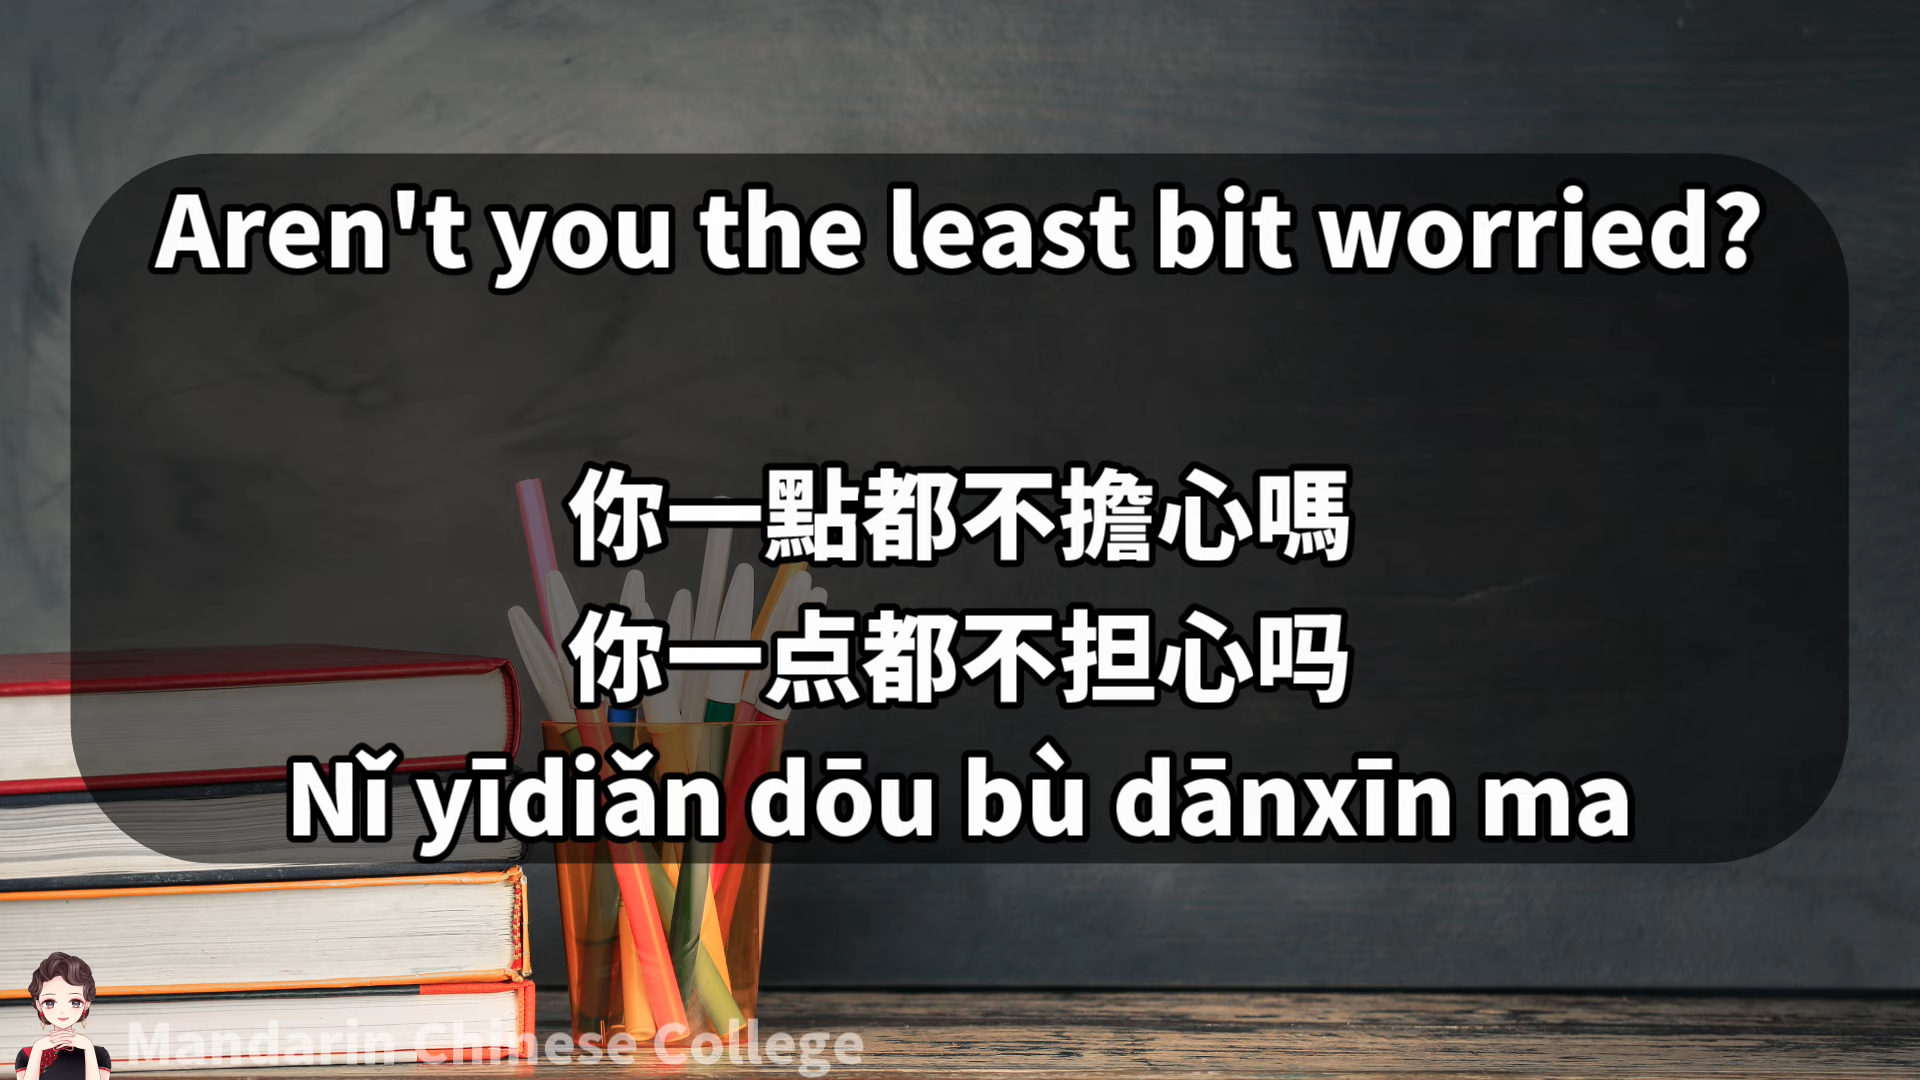 Aren't you the least bit worried?
你一點都不擔心嗎
你一点都不担心吗
Nǐ yīdiǎn dōu bù dānxīn ma
Mandarin Chinese College